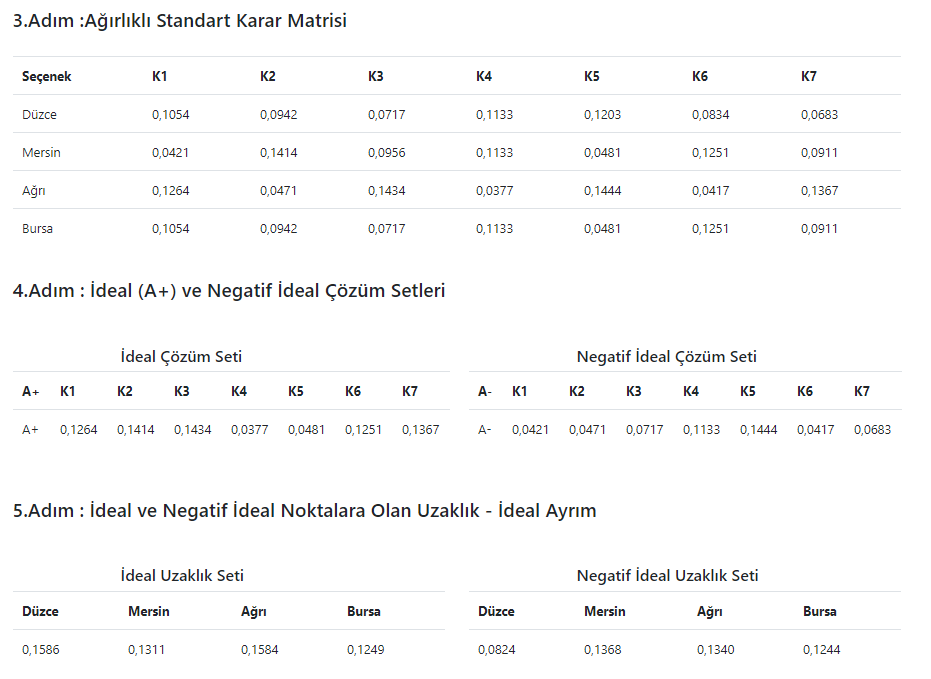 3.Adım :Ağırlıklı Standart Karar Matrisi
Seçenek K1 K2 K3 K4 K5 K6 K7
Düzce 0,1054 0,0942 0,0717 0,1133 0,1203 0,0834 0,0683
Mersin 0,0421 0,1414 0,0956 0,1133 0,0481 0,1251 0,0911
Ağrı 0,1264 0,0471 0,1434 0,0377 0,1444 0,0417 0,1367
Bursa 0,1054 0,0942 0,0717 0,1133 0,0481 0,1251 0,0911
4.Adım : İdeal (A+) ve Negatif İdeal Çözüm Setleri
İdeal Çözüm Seti
A+ K1 K2 K3 K4 K5 K6 K7
A+ 0,1264 0,1414 0,1434 0,0377 0,0481 0,1251 0,1367
Negatif İdeal Çözüm Seti
A- K1 K2 K3 K4 K5 K6 K7
A- 0,0421 0,0471 0,0717 0,1133 0,1444 0,0417 0,0683
5.Adım : İdeal ve Negatif İdeal Noktalara Olan Uzaklık - İdeal Ayrım
İdeal Uzaklık Seti
Düzce Mersin Ağrı Bursa
0,1586 0,1311 0,1584 0,1249
Negatif İdeal Uzaklık Seti
Düzce Mersin Ağrı Bursa
0,0824 0,1368 0,1340 0,1244